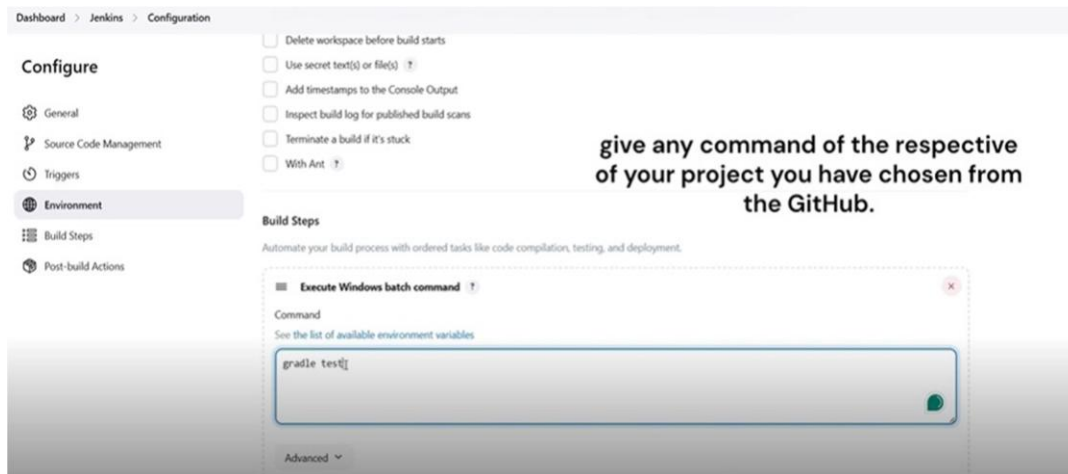 Dashboard > Jenkins > Configuration
Configure
General
Source Code Management
Triggers
Environment
Build Steps
Post-build Actions
Delete workspace before build starts
Use secret text(s) or file(s) ?
Add timestamps to the Console Output
Inspect build log for published build scans
Terminate a build if it's stuck
With Ant ?
give any command of the respective
of your project you have chosen from
the GitHub.
Build Steps
Automate your build process with ordered tasks like code compilation, testing, and deployment.
Execute Windows batch command ?
Command
See the list of available environment variables
gradle test
Advanced